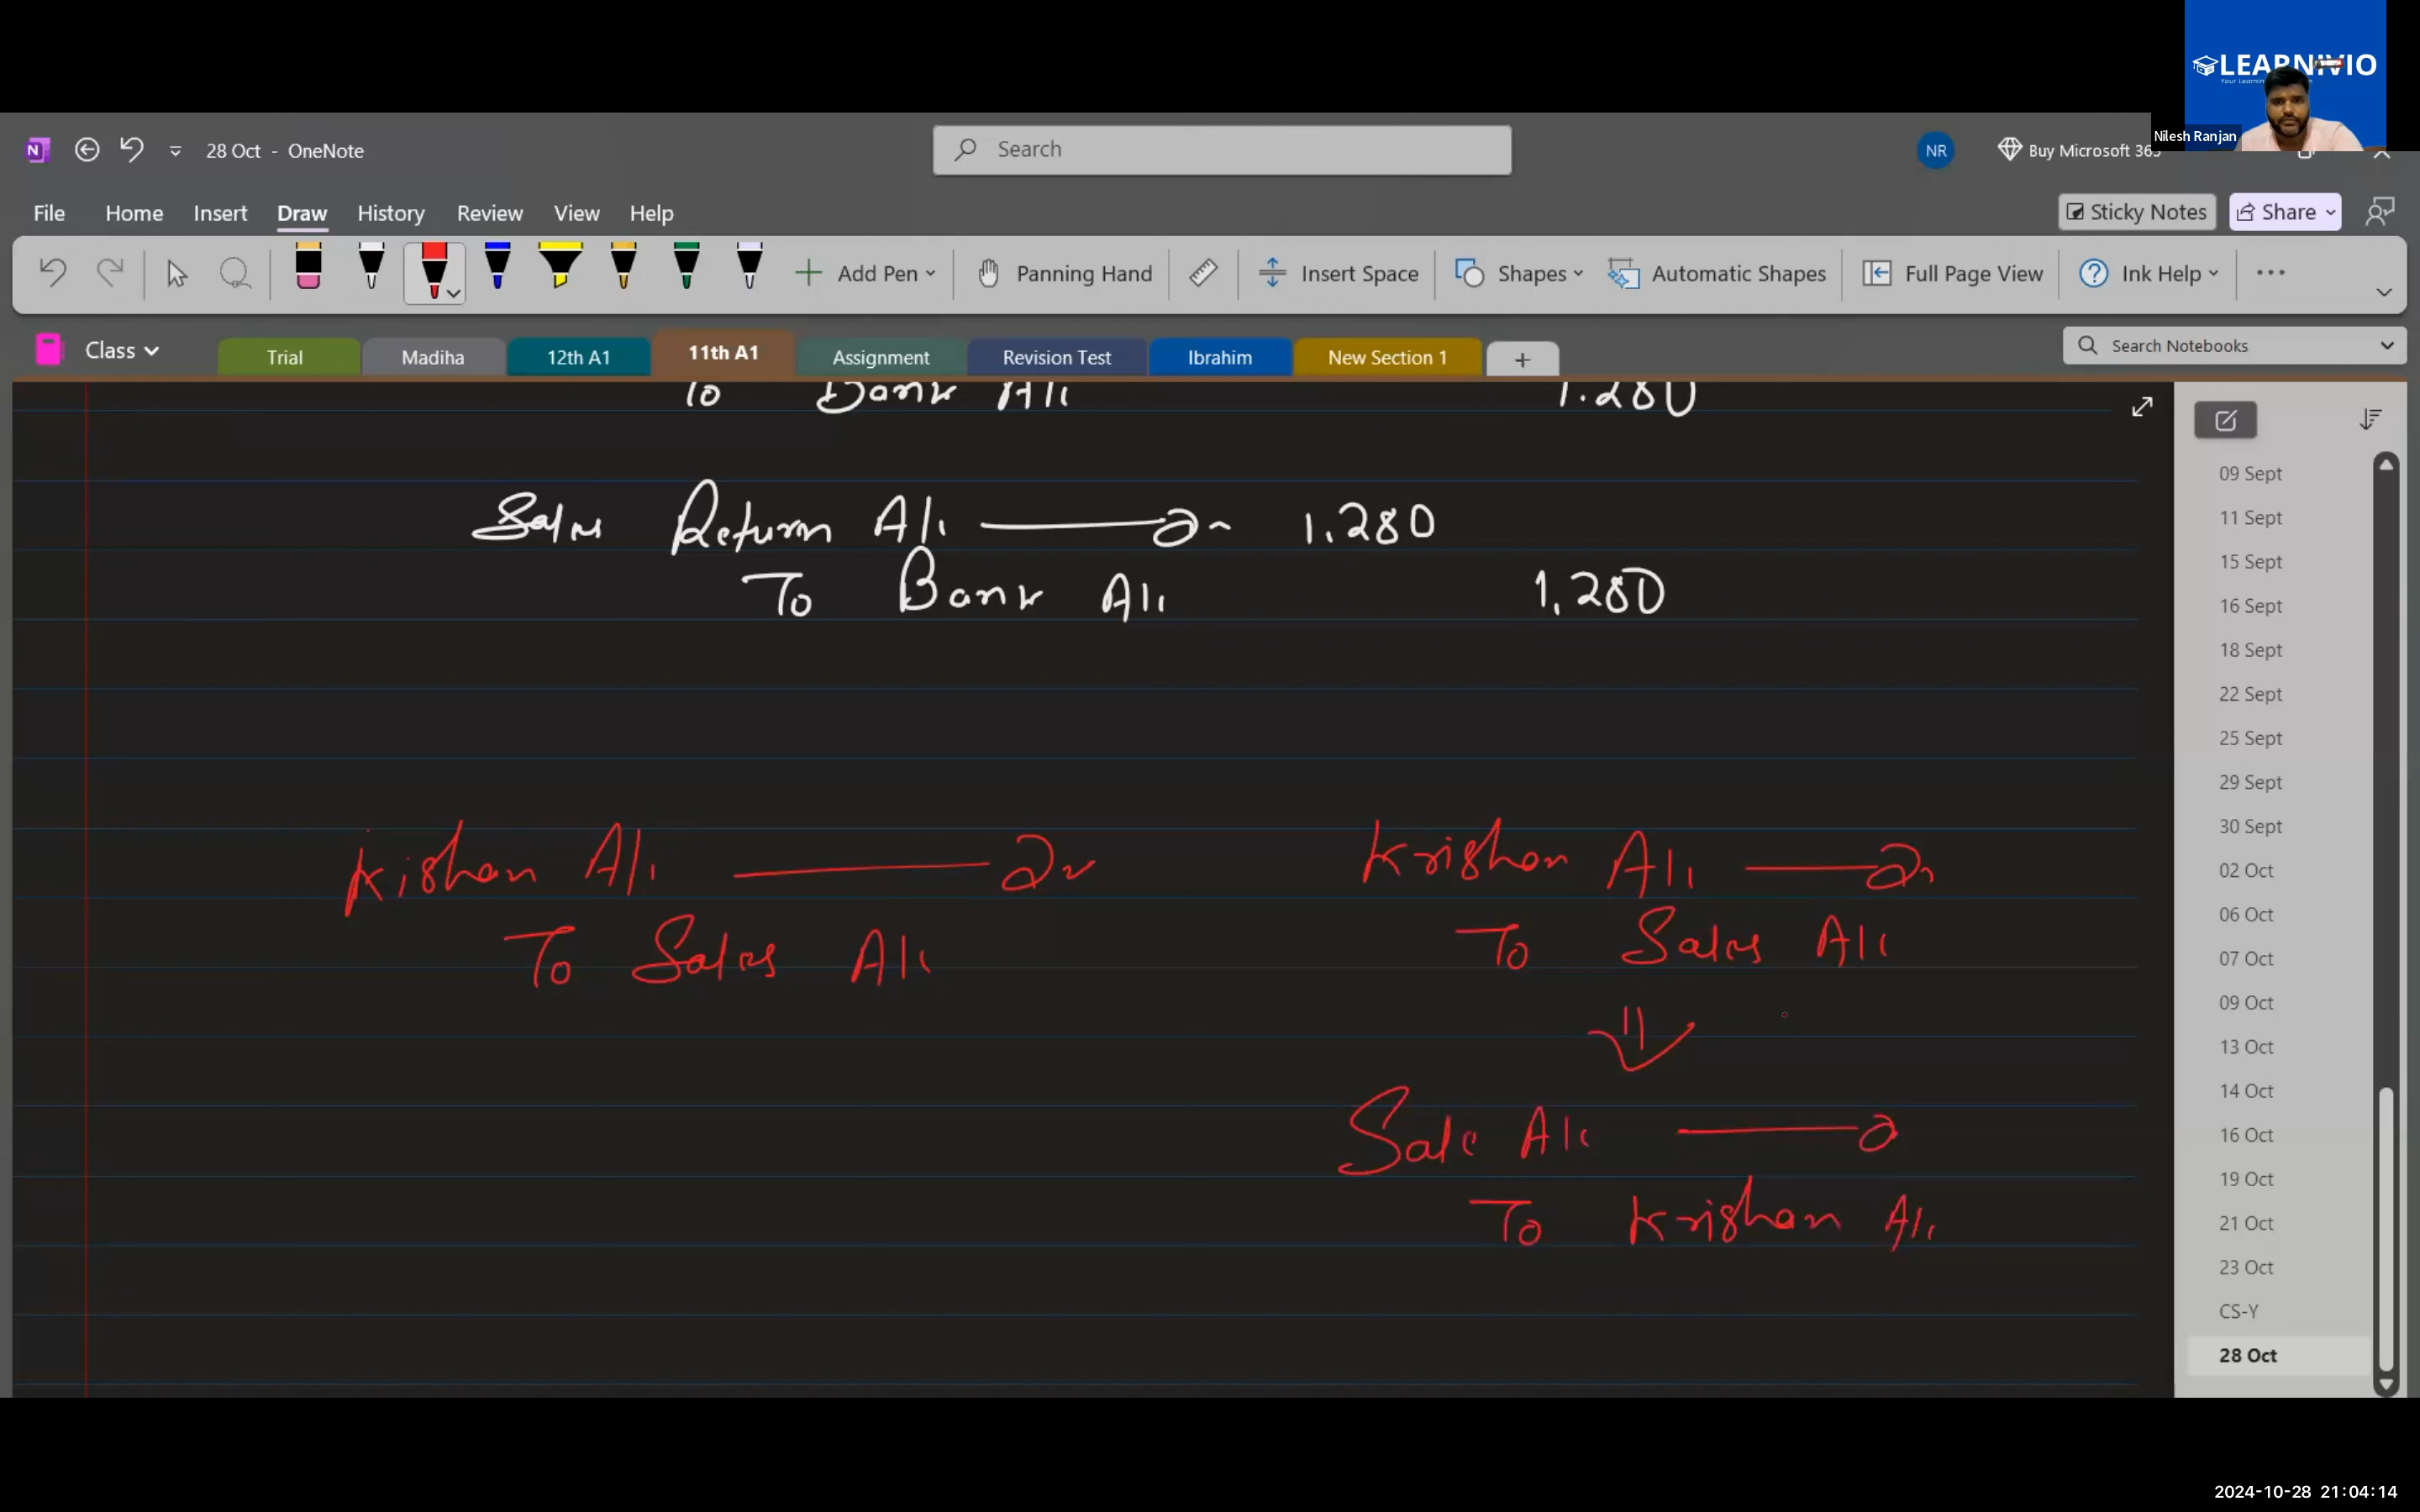 LEARNIVIO
Nilesh Ranjan
28 Oct - OneNote
Search
NR
Buy Microsoft 365
File Home Insert Draw History Review View Help
Sticky Notes Share
Add Pen Panning Hand Insert Space Shapes Automatic Shapes Full Page View Ink Help
Class Trial Madiha 12th A1 11th A1 Assignment Revision Test Ibrahim New Section 1 + Search Notebooks
To Bank A/c 1.280
Sales Return A/c Dr 1.280
To Bank A/c 1.280
Kishan A/c Dr
To Sales A/c
Krishan A/c Dr
To Sales A/c
Sale A/c D
To Krishan A/c
09 Sept
11 Sept
15 Sept
16 Sept
18 Sept
22 Sept
25 Sept
29 Sept
30 Sept
02 Oct
06 Oct
07 Oct
09 Oct
13 Oct
14 Oct
16 Oct
19 Oct
21 Oct
23 Oct
CS-Y
28 Oct
2024-10-28 21:04:14